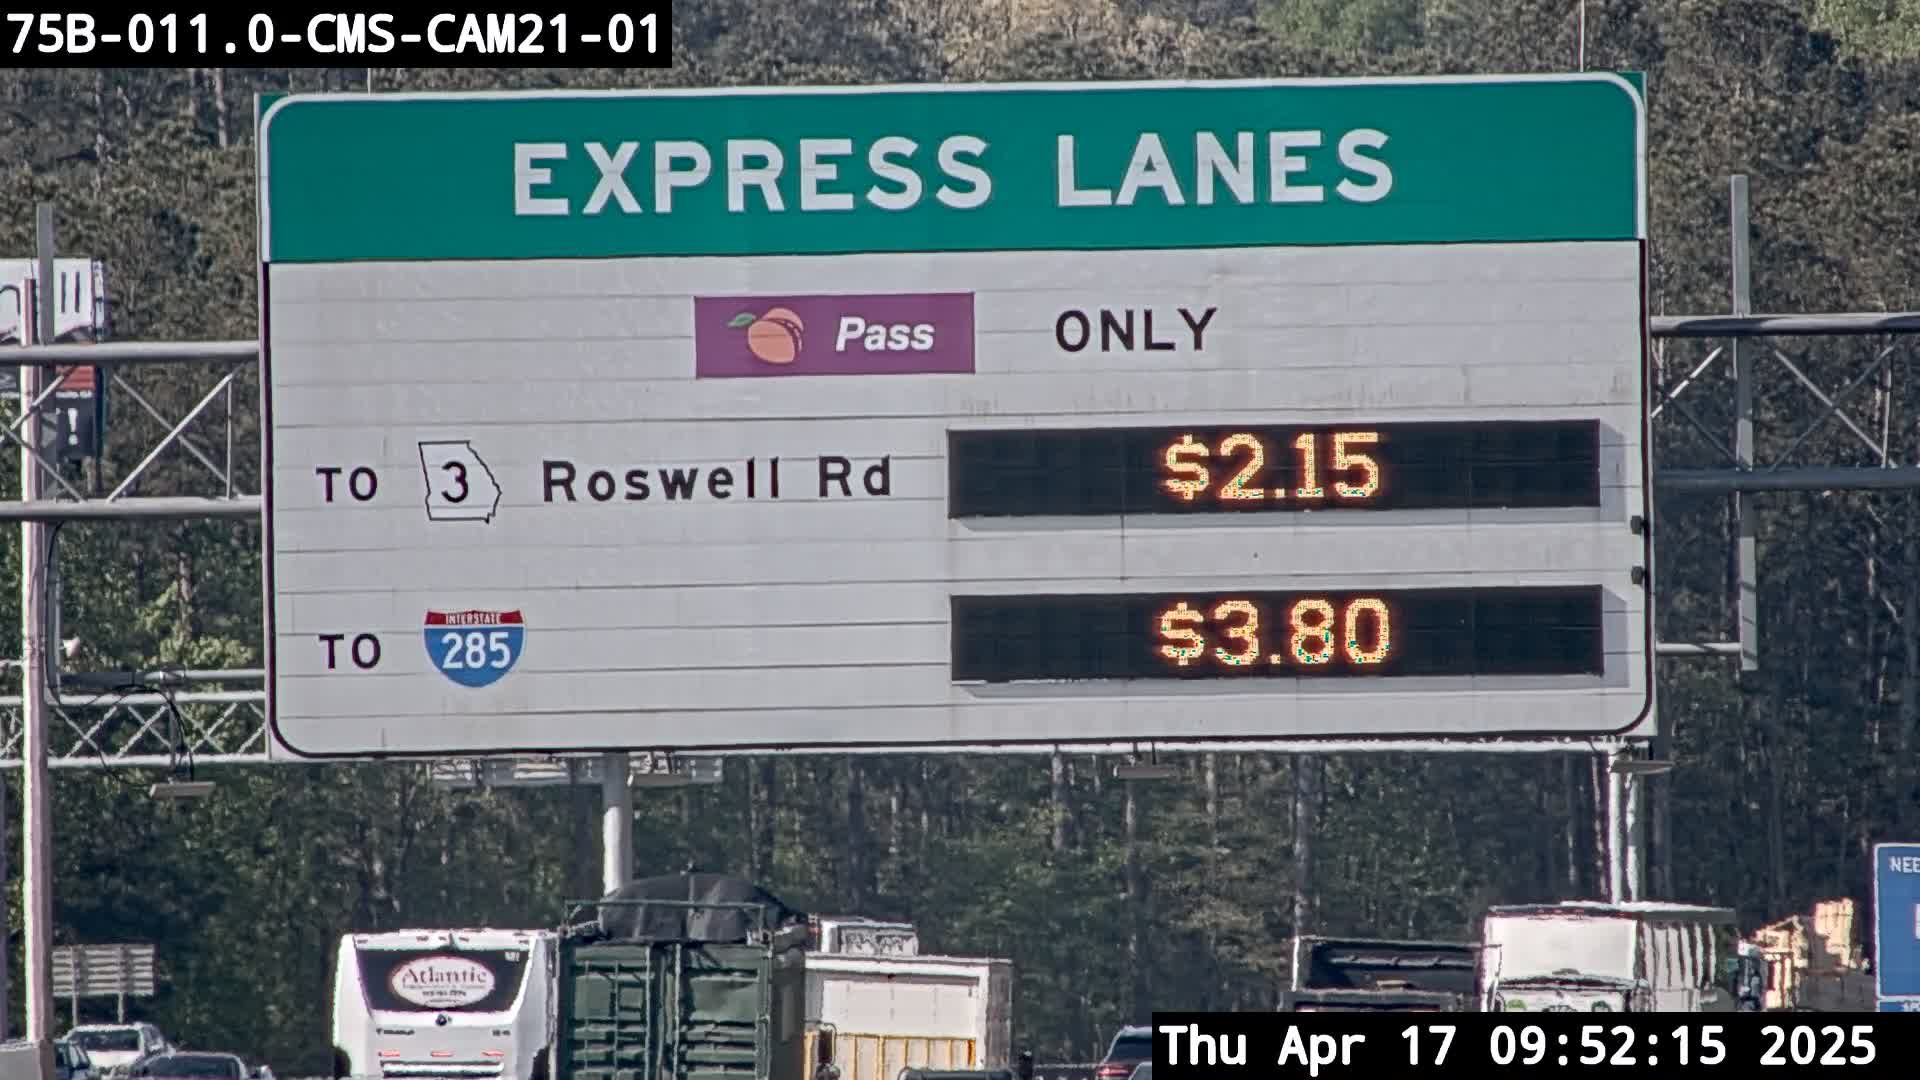 75B-011.0-CMS-CAM21-01
EXPRESS LANES
Pass ONLY
TO 3 Roswell Rd $2.15
TO INTERSTATE 285 $3.80
Atlantic
NEE
Thu Apr 17 09:52:15 2025